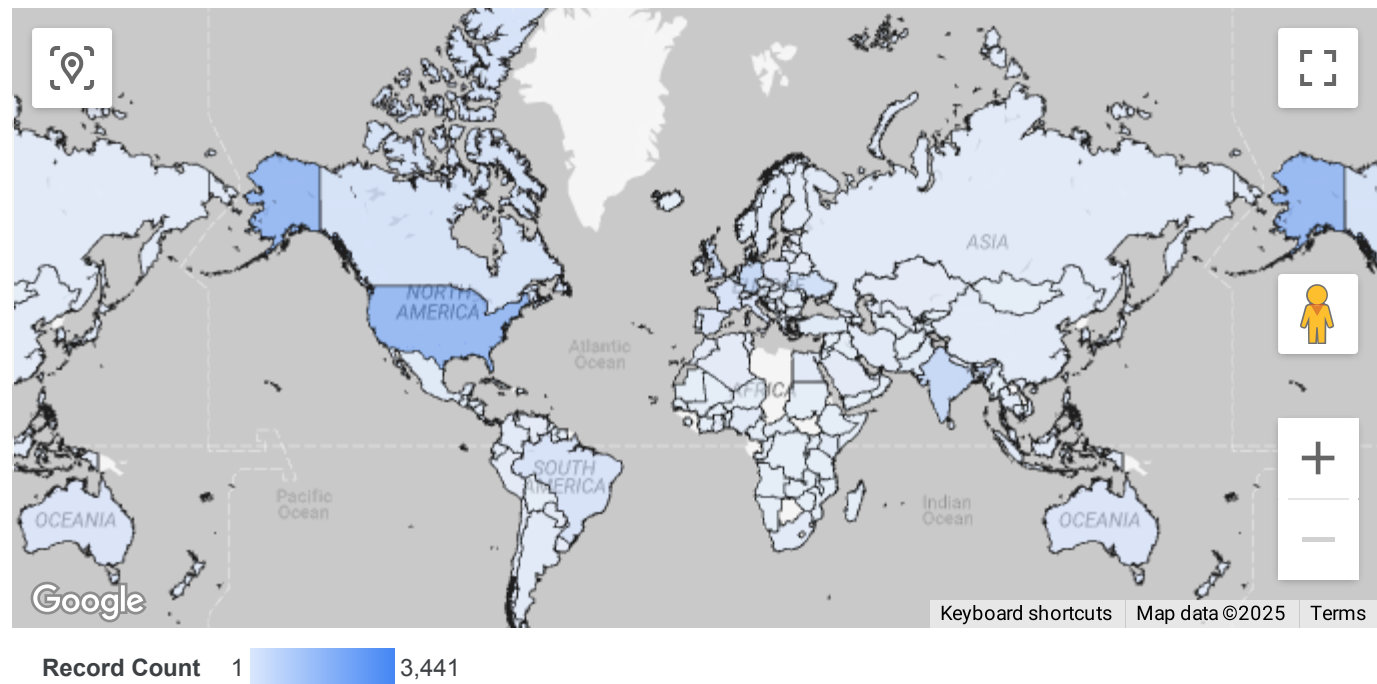 ASIA
NORTH
AMERICA
EUROPE
Atlantic
Ocean
AFRICA
SOUTH
AMERICA
Pacific
Ocean
Indian
Ocean
OCEANIA
OCEANIA
Google
Keyboard shortcuts
Map data ©2025
Terms
Record Count 1 3,441